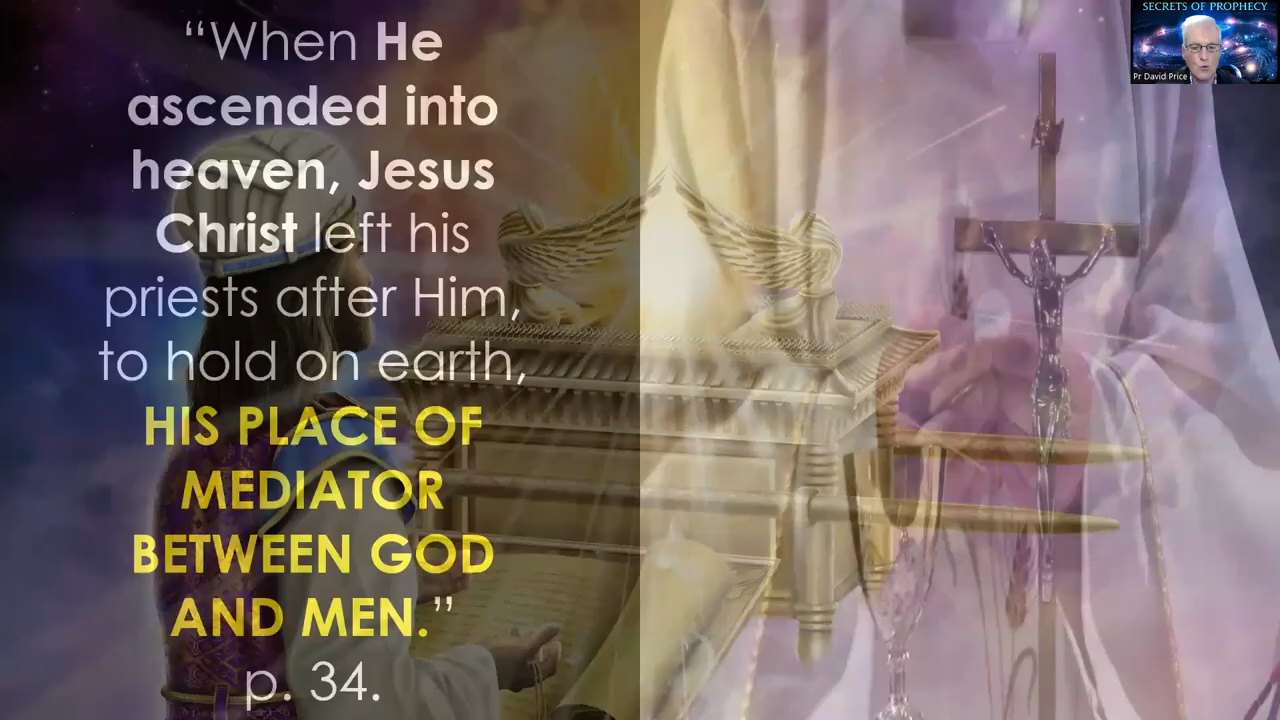 “When He
ascended into
heaven, Jesus
Christ left his
priests after Him,
to hold on earth,
HIS PLACE OF
MEDIATOR
BETWEEN GOD
AND MEN.”
p. 34.
SECRETS OF PROPHECY
Pr David Price